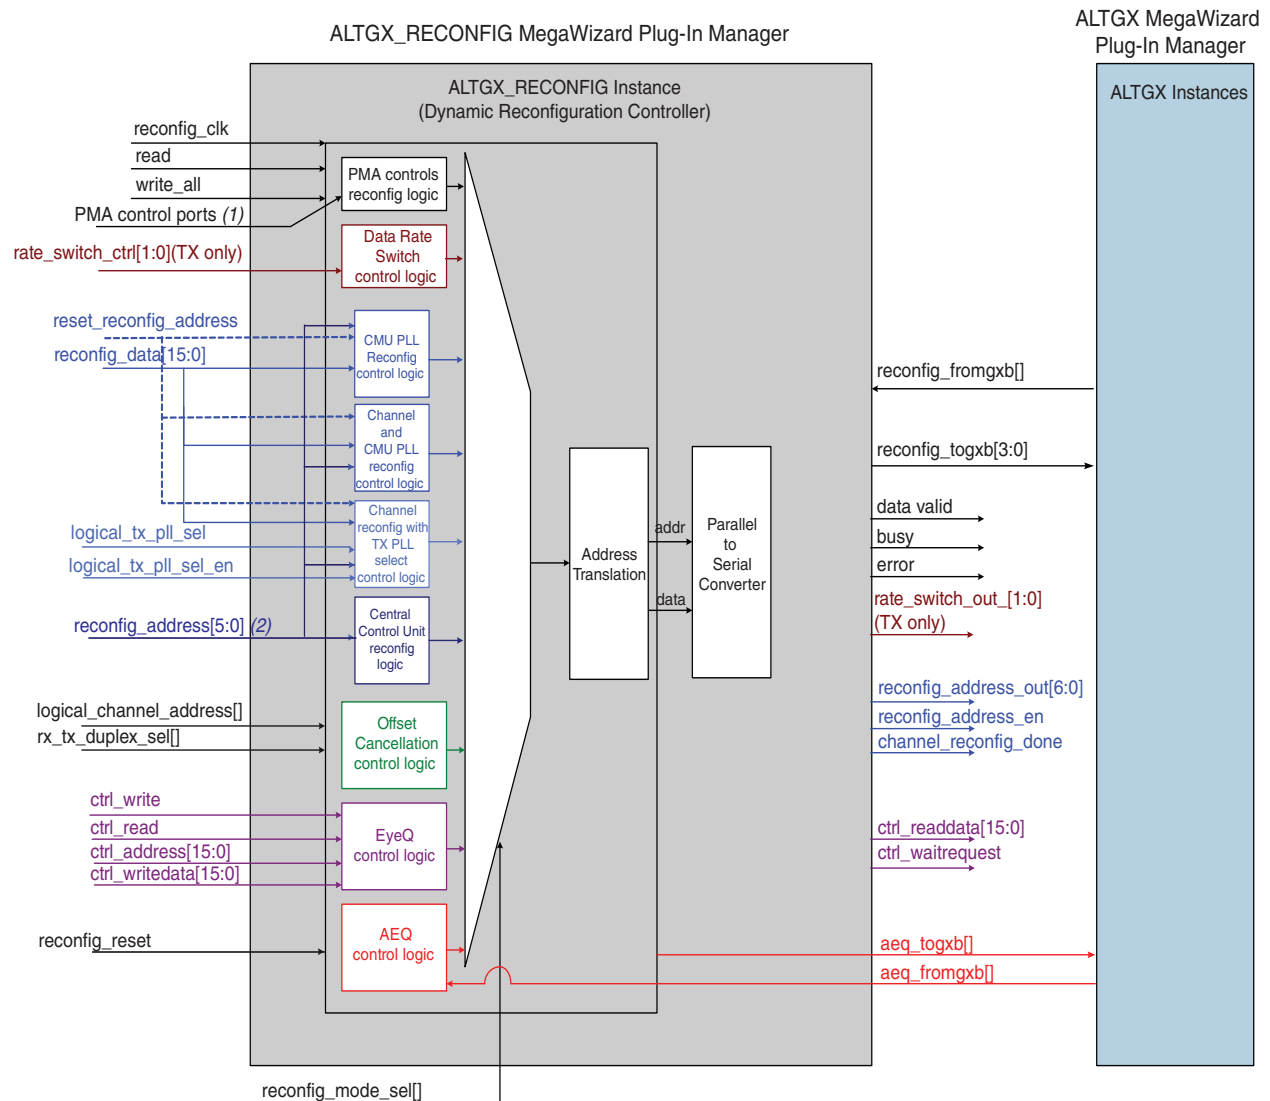 ALTGX_RECONFIG MegaWizard Plug-In Manager
ALTGX MegaWizard
Plug-In Manager
ALTGX_RECONFIG Instance
(Dynamic Reconfiguration Controller)
ALTGX Instances
reconfig_clk
read
write_all
PMA control ports (1)
rate_switch_ctrl[1:0](TX only)
reset_reconfig_address
reconfig_data[15:0]
logical_tx_pll_sel
logical_tx_pll_sel_en
reconfig_address[5:0] (2)
logical_channel_address[]
rx_tx_duplex_sel[]
ctrl_write
ctrl_read
ctrl_address[15:0]
ctrl_writedata[15:0]
reconfig_reset
PMA controls
reconfig logic
Data Rate
Switch
control logic
CMU PLL
Reconfig
control logic
Channel
and
CMU PLL
reconfig
control logic
Channel
reconfig with
TX PLL
select
control logic
Central
Control Unit
reconfig
logic
Offset
Cancellation
control logic
EyeQ
control logic
AEQ
control logic
Address
Translation
addr
data
Parallel
to
Serial
Converter
reconfig_fromgxb[]
reconfig_togxb[3:0]
data valid
busy
error
rate_switch_out_[1:0]
(TX only)
reconfig_address_out[6:0]
reconfig_address_en
channel_reconfig_done
ctrl_readdata[15:0]
ctrl_waitrequest
aeq_togxb[]
aeq_fromgxb[]
reconfig_mode_sel[]